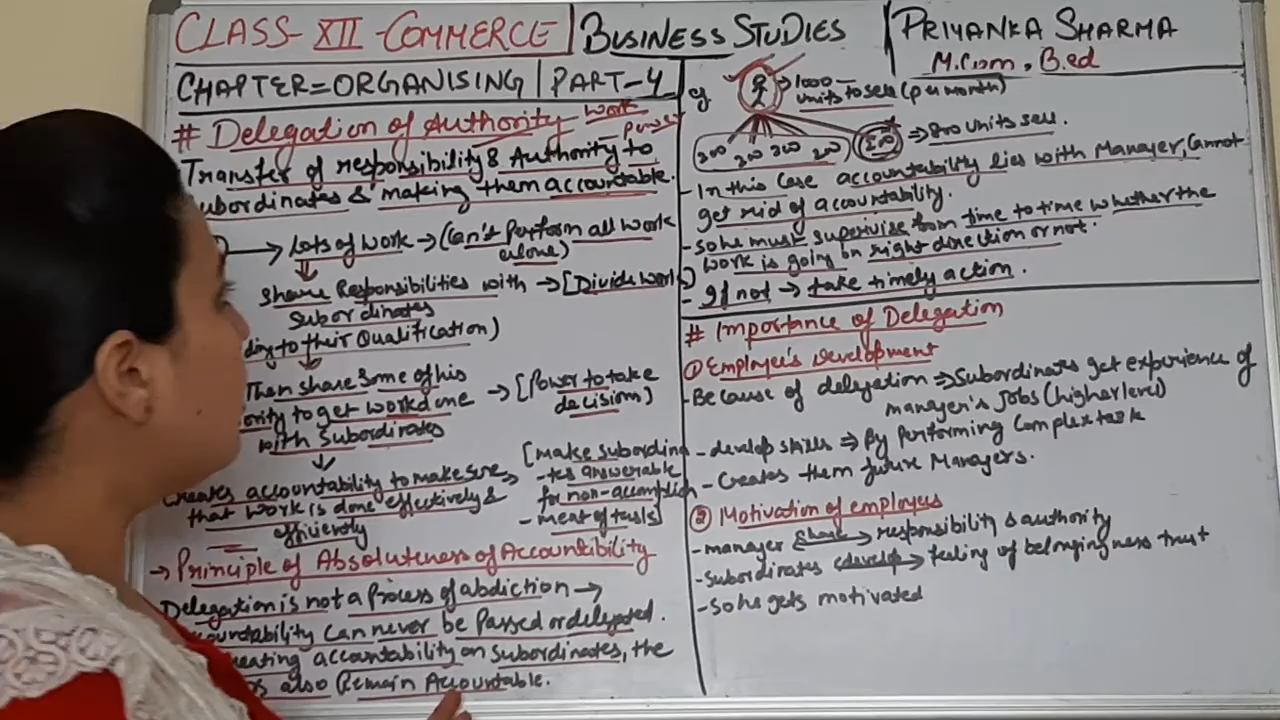 CLASS-XII-COMMERCE | BUSINESS STUDIES | PRIYANKA SHARMA
M.Com, B.ed
CHAPTER=ORGANISING | PART-4
# Delegation of Authority - work
- Power
Transfer of responsibility & Authority to
subordinates & making them accountable.
→ Lots of work → (Can't perform all work
alone)
Share Responsibilities with → [Divide work]
Subordinates
to their Qualification)
Then share some of his → [Power to take
to get work done decision]
with Subordinates
Creates accountability to make sure → [make subordina
that work is done effectively & -tes answerable
efficiently for non-accomplish
- ment of tasks]
→ Principle of Absoluteness of Accountibility
Delegation is not a Process of abdiction →
can never be Passed or delegated.
accountability on subordinates, the
also Remain Accountable.
→ 1000
units to sell (per month)
200 200 200 200 → 800 units sell.
- In this case accountability lies with Manager, Cannot
get rid of accountability.
- so he must supervise from time to time whether the
work is going on right direction or not.
- If not → take timely action.
# Importance of Delegation
① Employee's Development
- Because of delegation ⇒ Subordinates get experience of
manager's jobs (higher level)
- develop skills ⇒ By performing Complex task
- Creates them future Managers.
② Motivation of employees
- manager share → responsibility & authority
- Subordinates develop → feeling of belongingness trust
- So he gets motivated